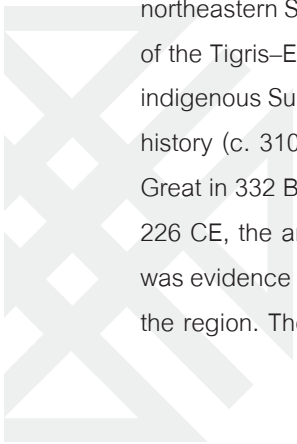 northeastern S
of the Tigris–E
indigenous Su
history (c. 310
Great in 332 B
226 CE, the a
was evidence
the region. The